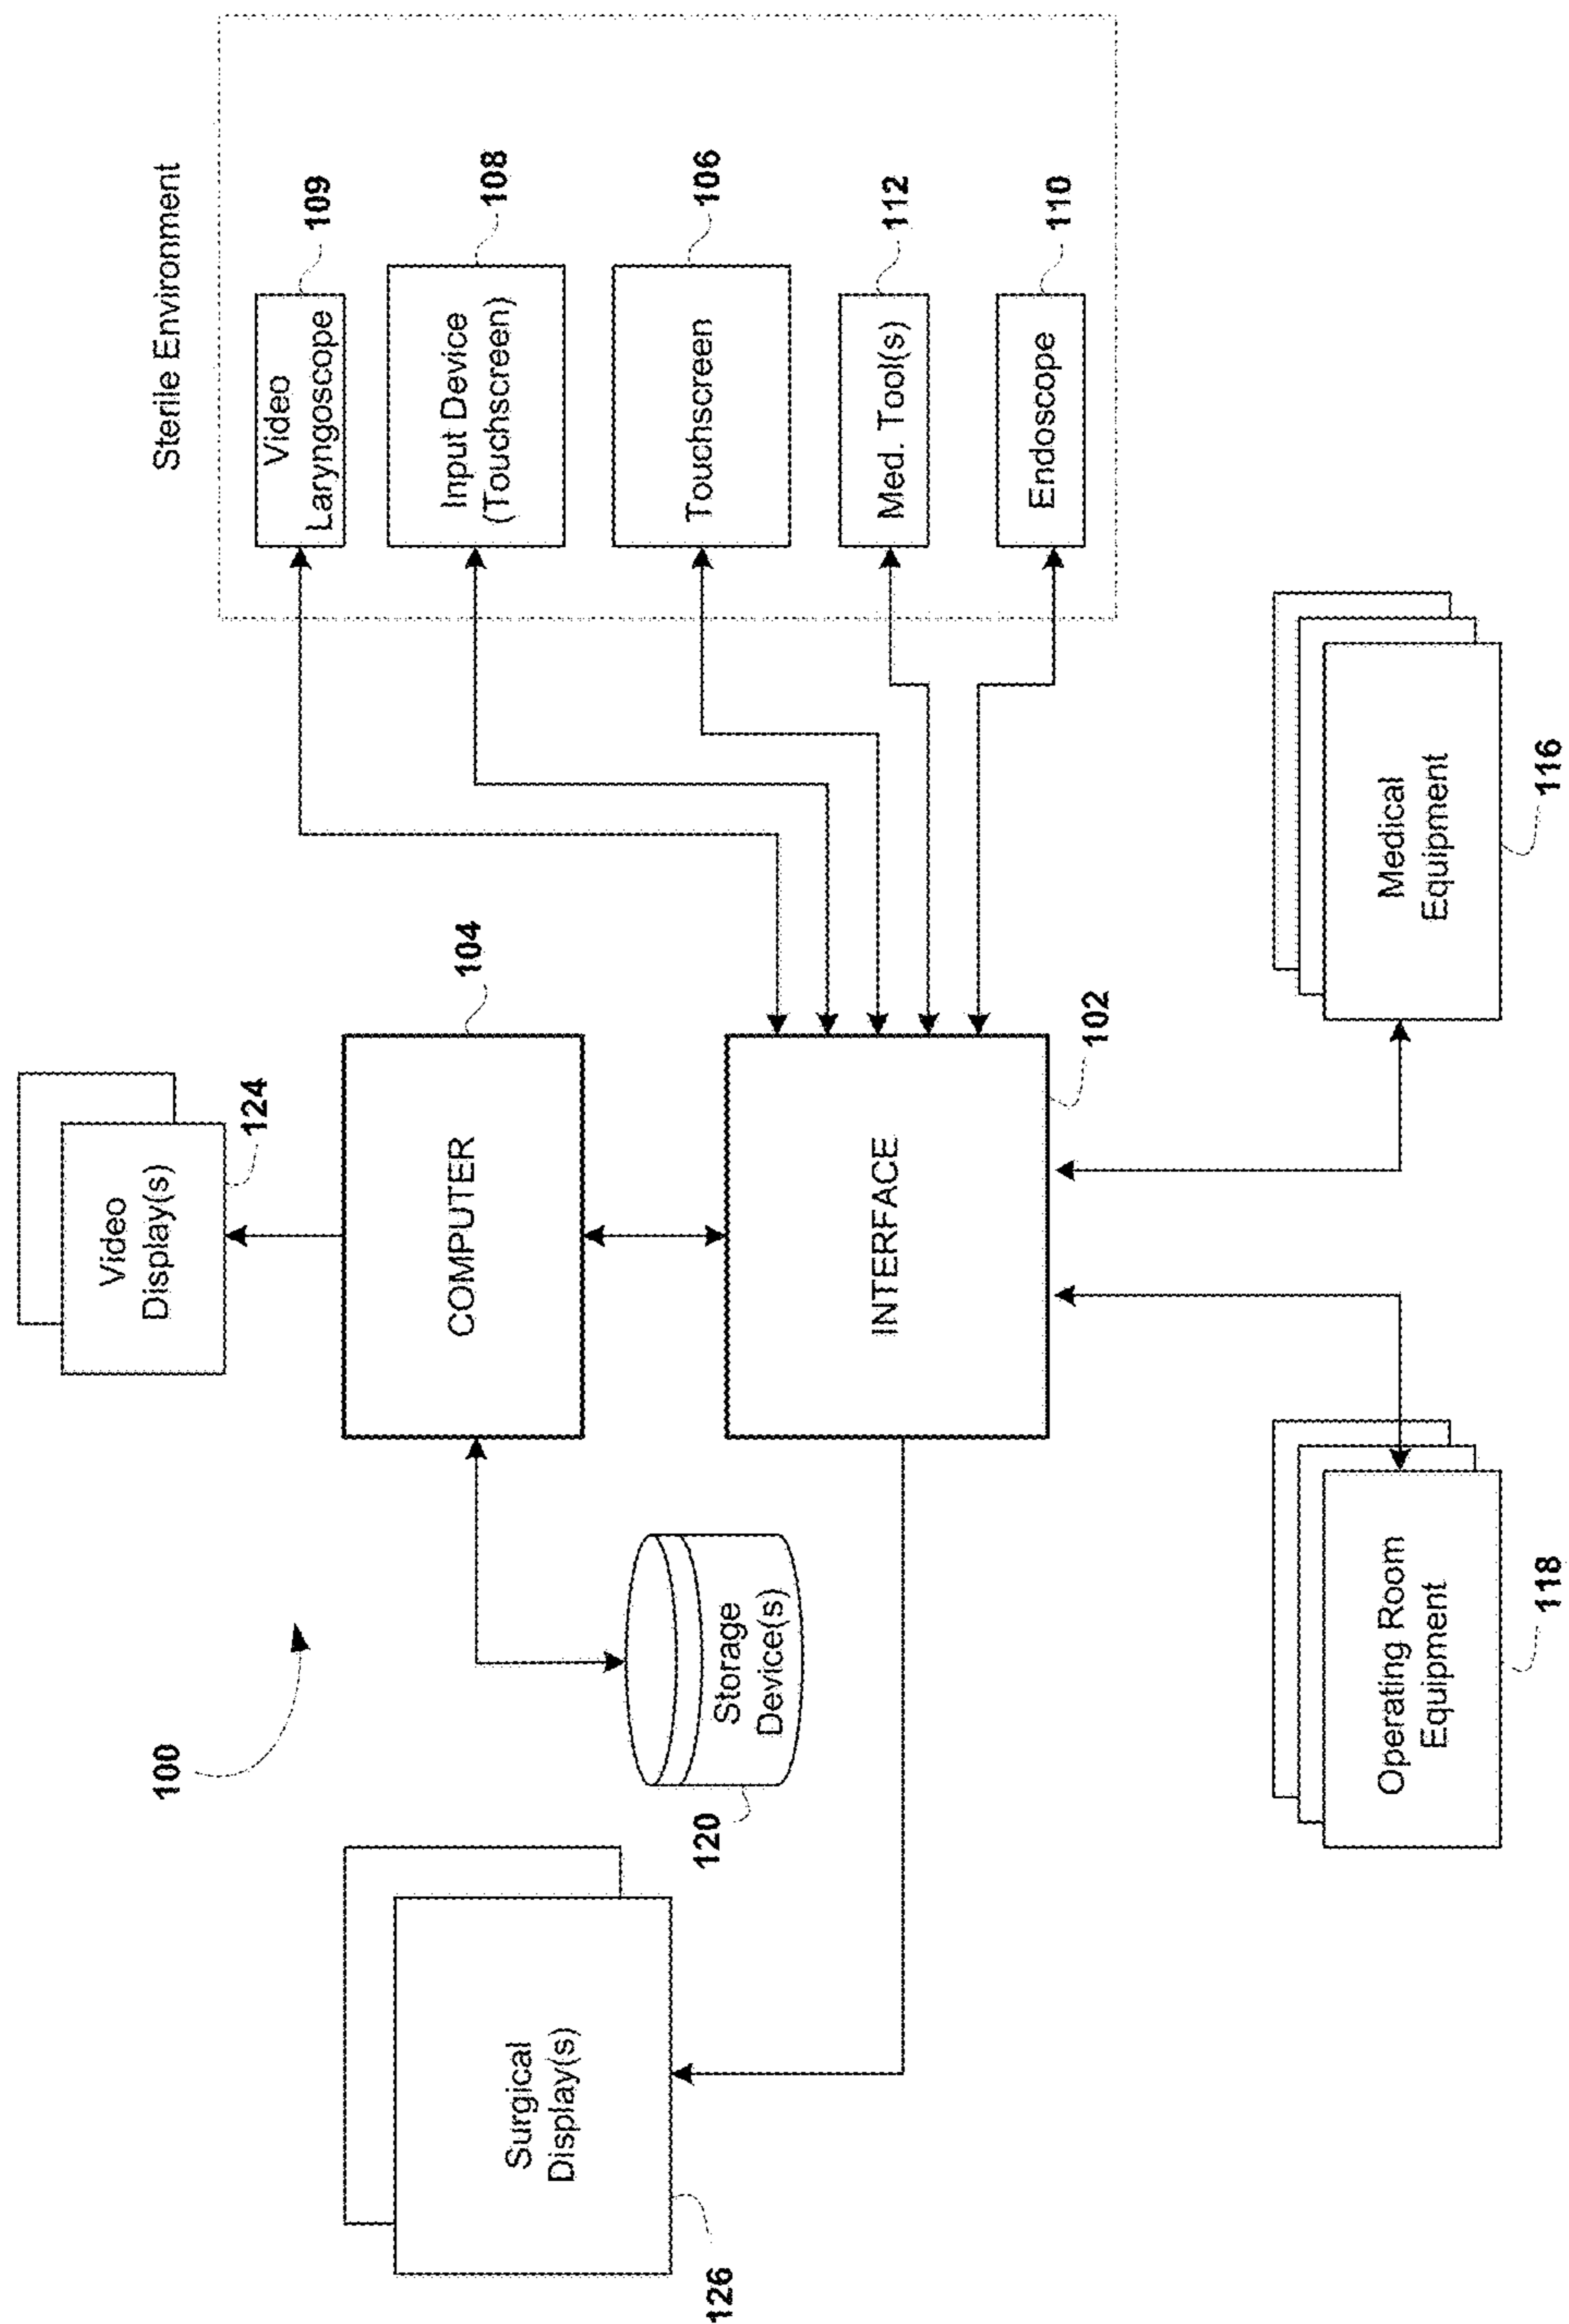 100
Surgical
Display(s)
126
Storage
Device(s)
120
Video
Display(s)
124
COMPUTER
104
INTERFACE
102
Operating Room
Equipment
118
Medical
Equipment
116
Sterile Environment
Video
Laryngoscope
109
Input Device
(Touchscreen)
108
Touchscreen
106
Med. Tool(s)
112
Endoscope
110